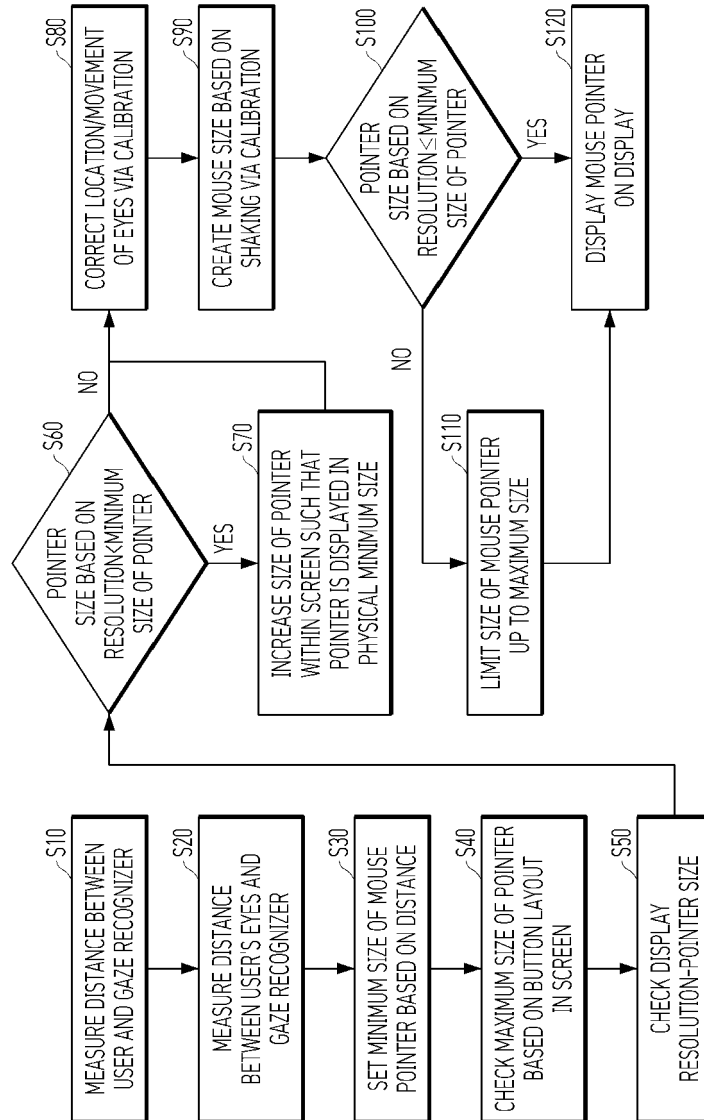 S10
MEASURE DISTANCE BETWEEN
USER AND GAZE RECOGNIZER
S20
MEASURE DISTANCE
BETWEEN USER'S EYES AND
GAZE RECOGNIZER
S30
SET MINIMUM SIZE OF MOUSE
POINTER BASED ON DISTANCE
S40
CHECK MAXIMUM SIZE OF POINTER
BASED ON BUTTON LAYOUT
IN SCREEN
S50
CHECK DISPLAY
RESOLUTION-POINTER SIZE
S60
POINTER
SIZE BASED ON
RESOLUTION<MINIMUM
SIZE OF POINTER
NO
YES
S70
INCREASE SIZE OF POINTER
WITHIN SCREEN SUCH THAT
POINTER IS DISPLAYED IN
PHYSICAL MINIMUM SIZE
S80
CORRECT LOCATION/MOVEMENT
OF EYES VIA CALIBRATION
S90
CREATE MOUSE SIZE BASED ON
SHAKING VIA CALIBRATION
S100
POINTER
SIZE BASED ON
RESOLUTION≤MINIMUM
SIZE OF POINTER
NO
YES
S110
LIMIT SIZE OF MOUSE POINTER
UP TO MAXIMUM SIZE
S120
DISPLAY MOUSE POINTER
ON DISPLAY